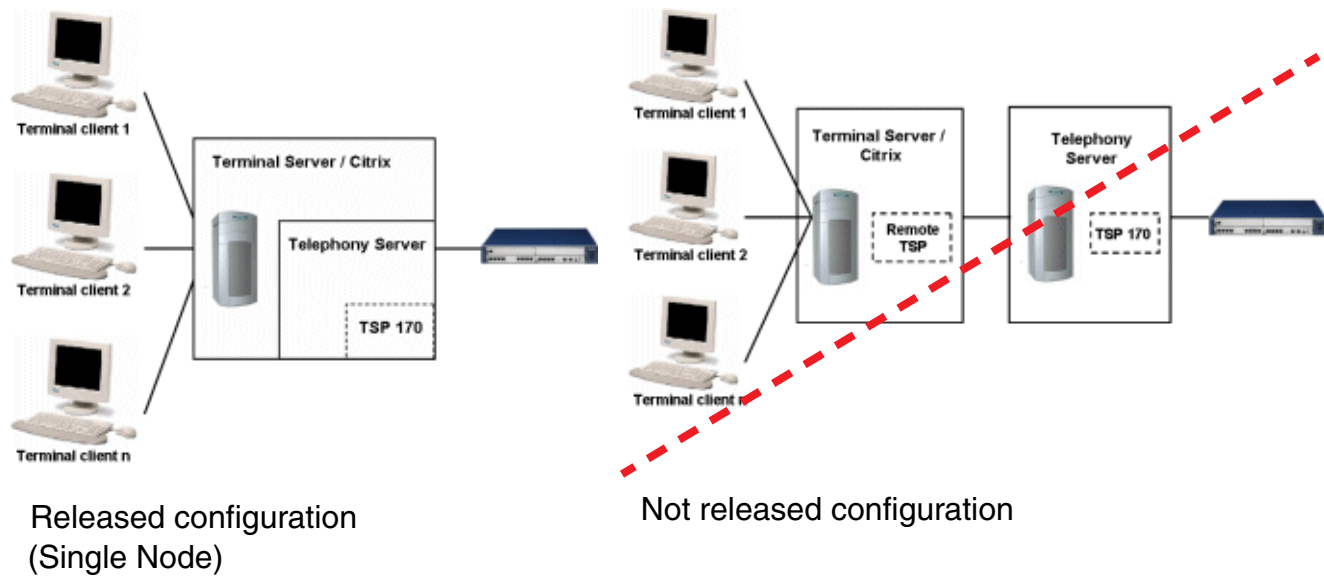 Terminal client 1
Terminal client 2
Terminal client n
Terminal Server / Citrix
Telephony Server
TSP 170
Released configuration
(Single Node)
Terminal client 1
Terminal client 2
Terminal client
Terminal Server /
Citrix
Remote
TSP
Telephony
Server
TSP 170
Not released configuration